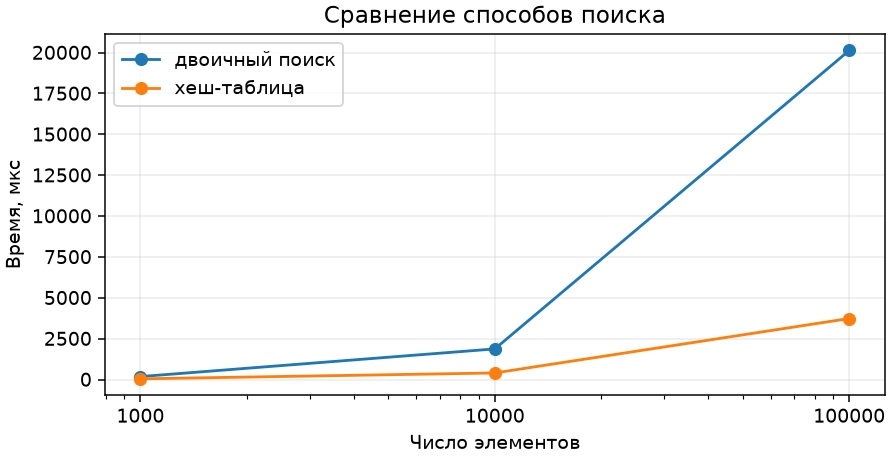 Сравнение способов поиска
двоичный поиск
хеш-таблица
Время, мкс
20000
17500
15000
12500
10000
7500
5000
2500
0
1000
10000
100000
Число элементов